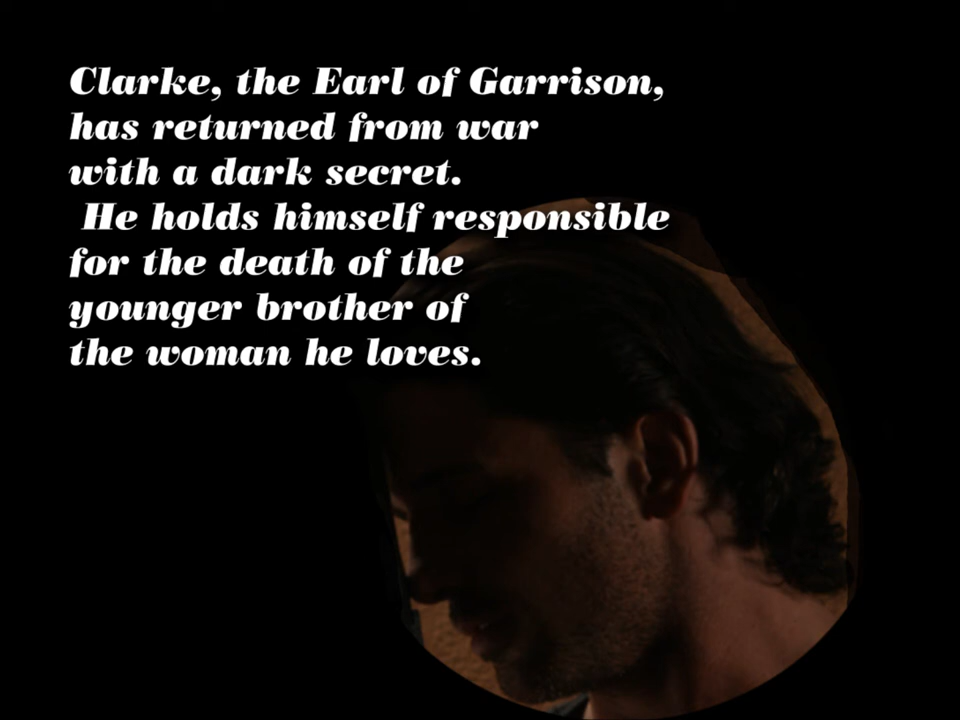 Clarke, the Earl of Garrison,
has returned from war
with a dark secret.
He holds himself responsible
for the death of the
younger brother of
the woman he loves.